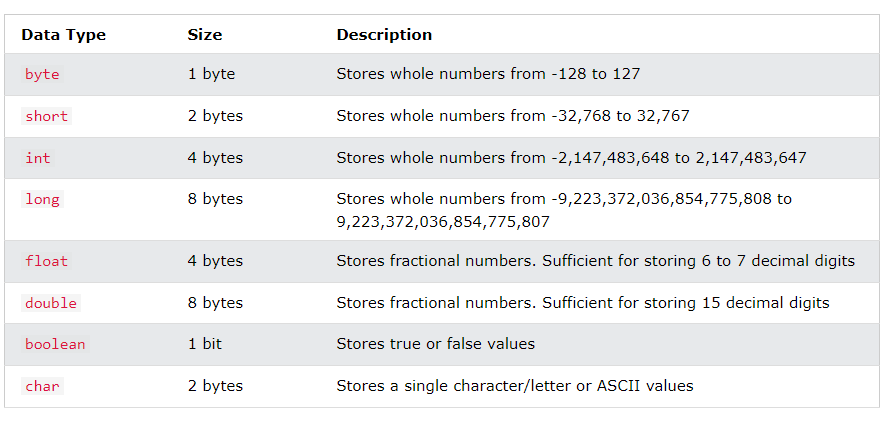 Data Type Size Description
byte 1 byte Stores whole numbers from -128 to 127
short 2 bytes Stores whole numbers from -32,768 to 32,767
int 4 bytes Stores whole numbers from -2,147,483,648 to 2,147,483,647
long 8 bytes Stores whole numbers from -9,223,372,036,854,775,808 to
9,223,372,036,854,775,807
float 4 bytes Stores fractional numbers. Sufficient for storing 6 to 7 decimal digits
double 8 bytes Stores fractional numbers. Sufficient for storing 15 decimal digits
boolean 1 bit Stores true or false values
char 2 bytes Stores a single character/letter or ASCII values